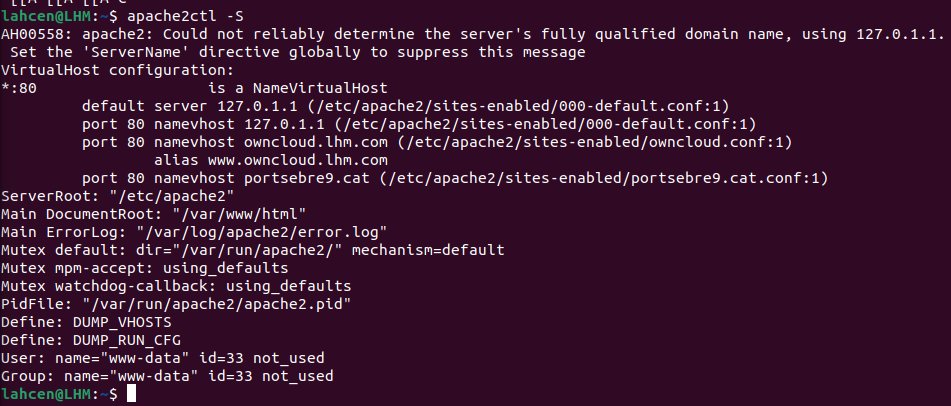 lahcen@LHM:~$ apache2ctl -S
AH00558: apache2: Could not reliably determine the server's fully qualified domain name, using 127.0.1.1.
 Set the 'ServerName' directive globally to suppress this message
VirtualHost configuration:
*:80                   is a NameVirtualHost
         default server 127.0.1.1 (/etc/apache2/sites-enabled/000-default.conf:1)
         port 80 namevhost 127.0.1.1 (/etc/apache2/sites-enabled/000-default.conf:1)
         port 80 namevhost owncloud.lhm.com (/etc/apache2/sites-enabled/owncloud.conf:1)
                 alias www.owncloud.lhm.com
         port 80 namevhost portsebre9.cat (/etc/apache2/sites-enabled/portsebre9.cat.conf:1)
ServerRoot: "/etc/apache2"
Main DocumentRoot: "/var/www/html"
Main ErrorLog: "/var/log/apache2/error.log"
Mutex default: dir="/var/run/apache2/" mechanism=default
Mutex mpm-accept: using_defaults
Mutex watchdog-callback: using_defaults
PidFile: "/var/run/apache2/apache2.pid"
Define: DUMP_VHOSTS
Define: DUMP_RUN_CFG
User: name="www-data" id=33 not_used
Group: name="www-data" id=33 not_used
lahcen@LHM:~$